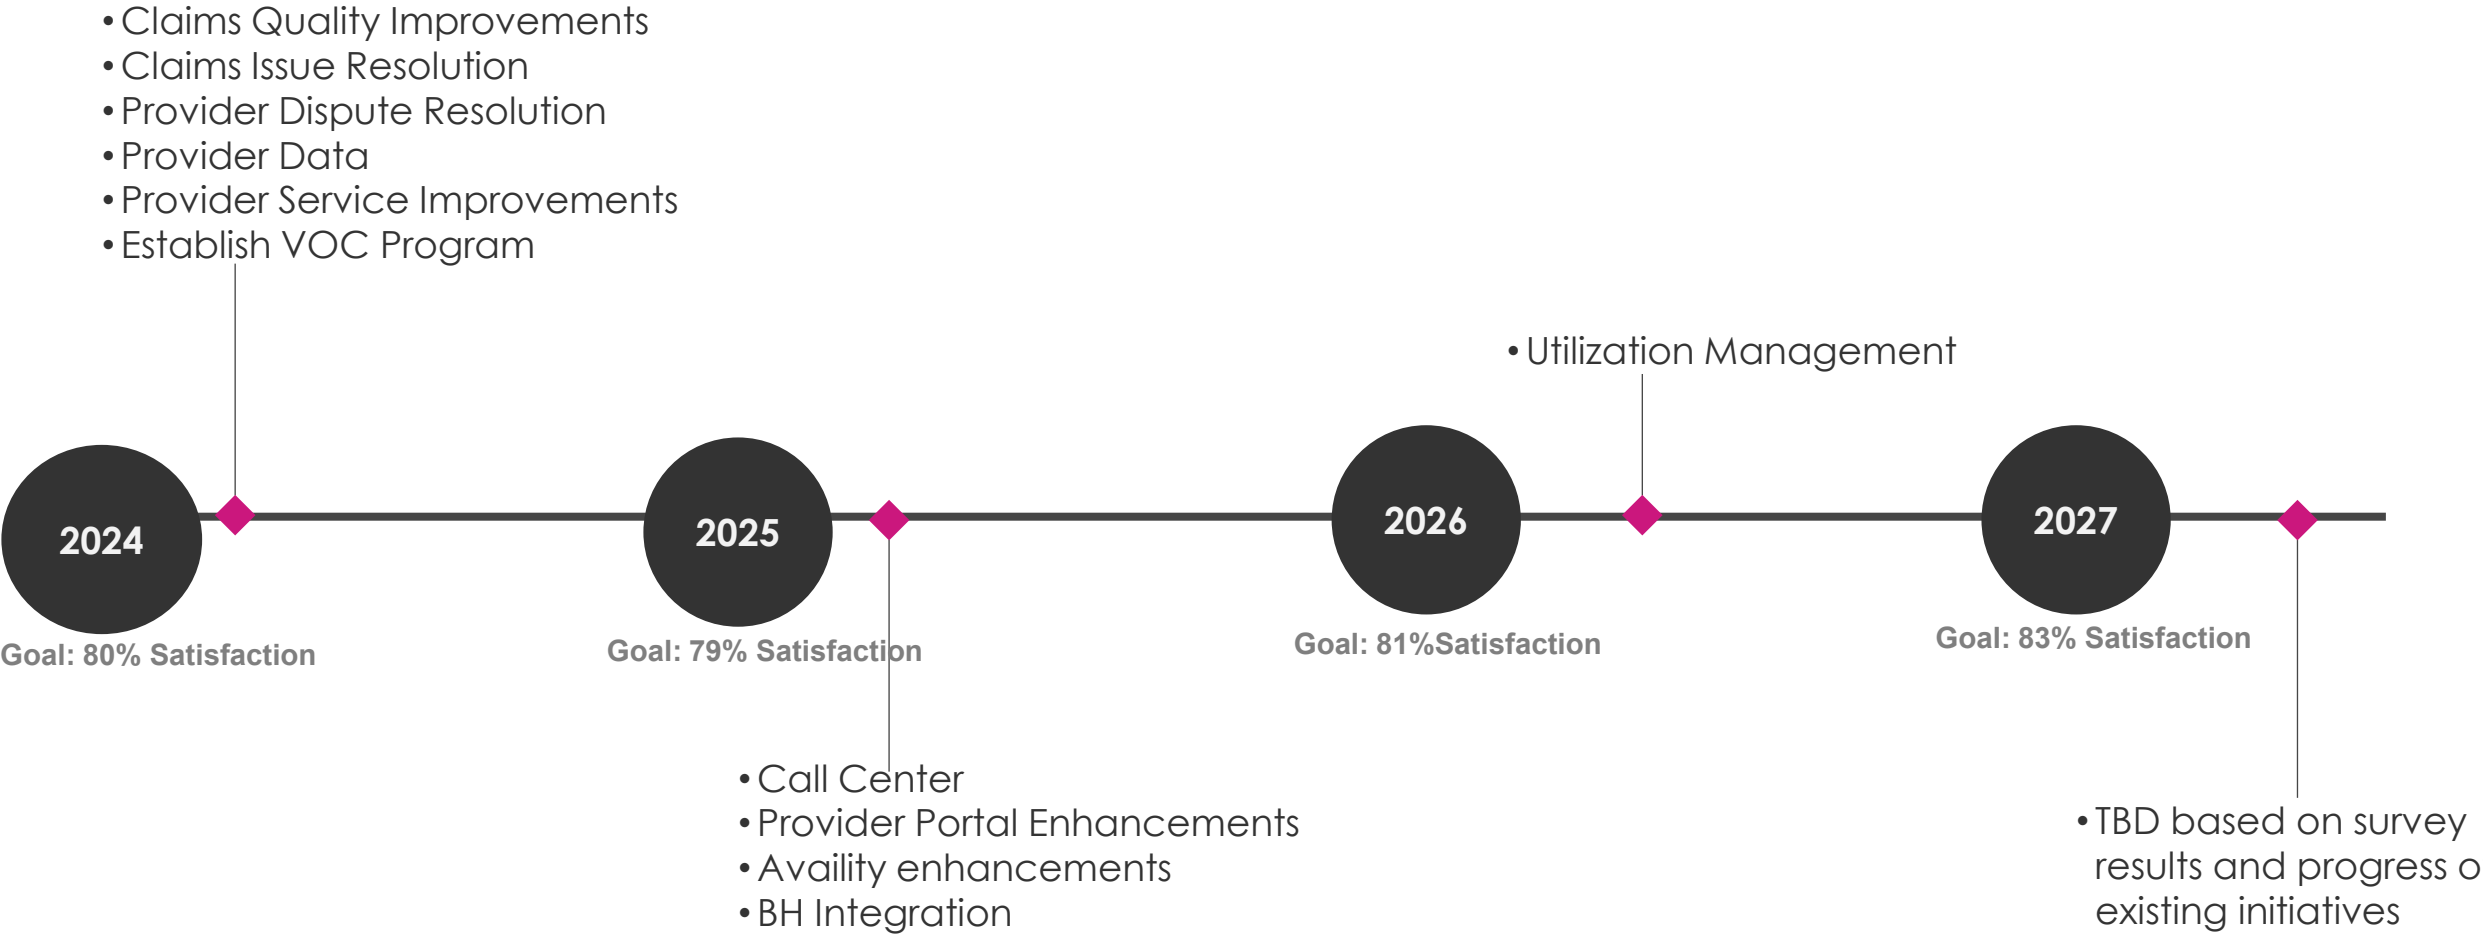 • Claims Quality Improvements
• Claims Issue Resolution
• Provider Dispute Resolution
• Provider Data
• Provider Service Improvements
• Establish VOC Program
2024
Goal: 80% Satisfaction
2025
Goal: 79% Satisfaction
• Call Center
• Provider Portal Enhancements
• Availity enhancements
• BH Integration
• Utilization Management
2026
Goal: 81%Satisfaction
2027
Goal: 83% Satisfaction
• TBD based on survey
results and progress o
existing initiatives